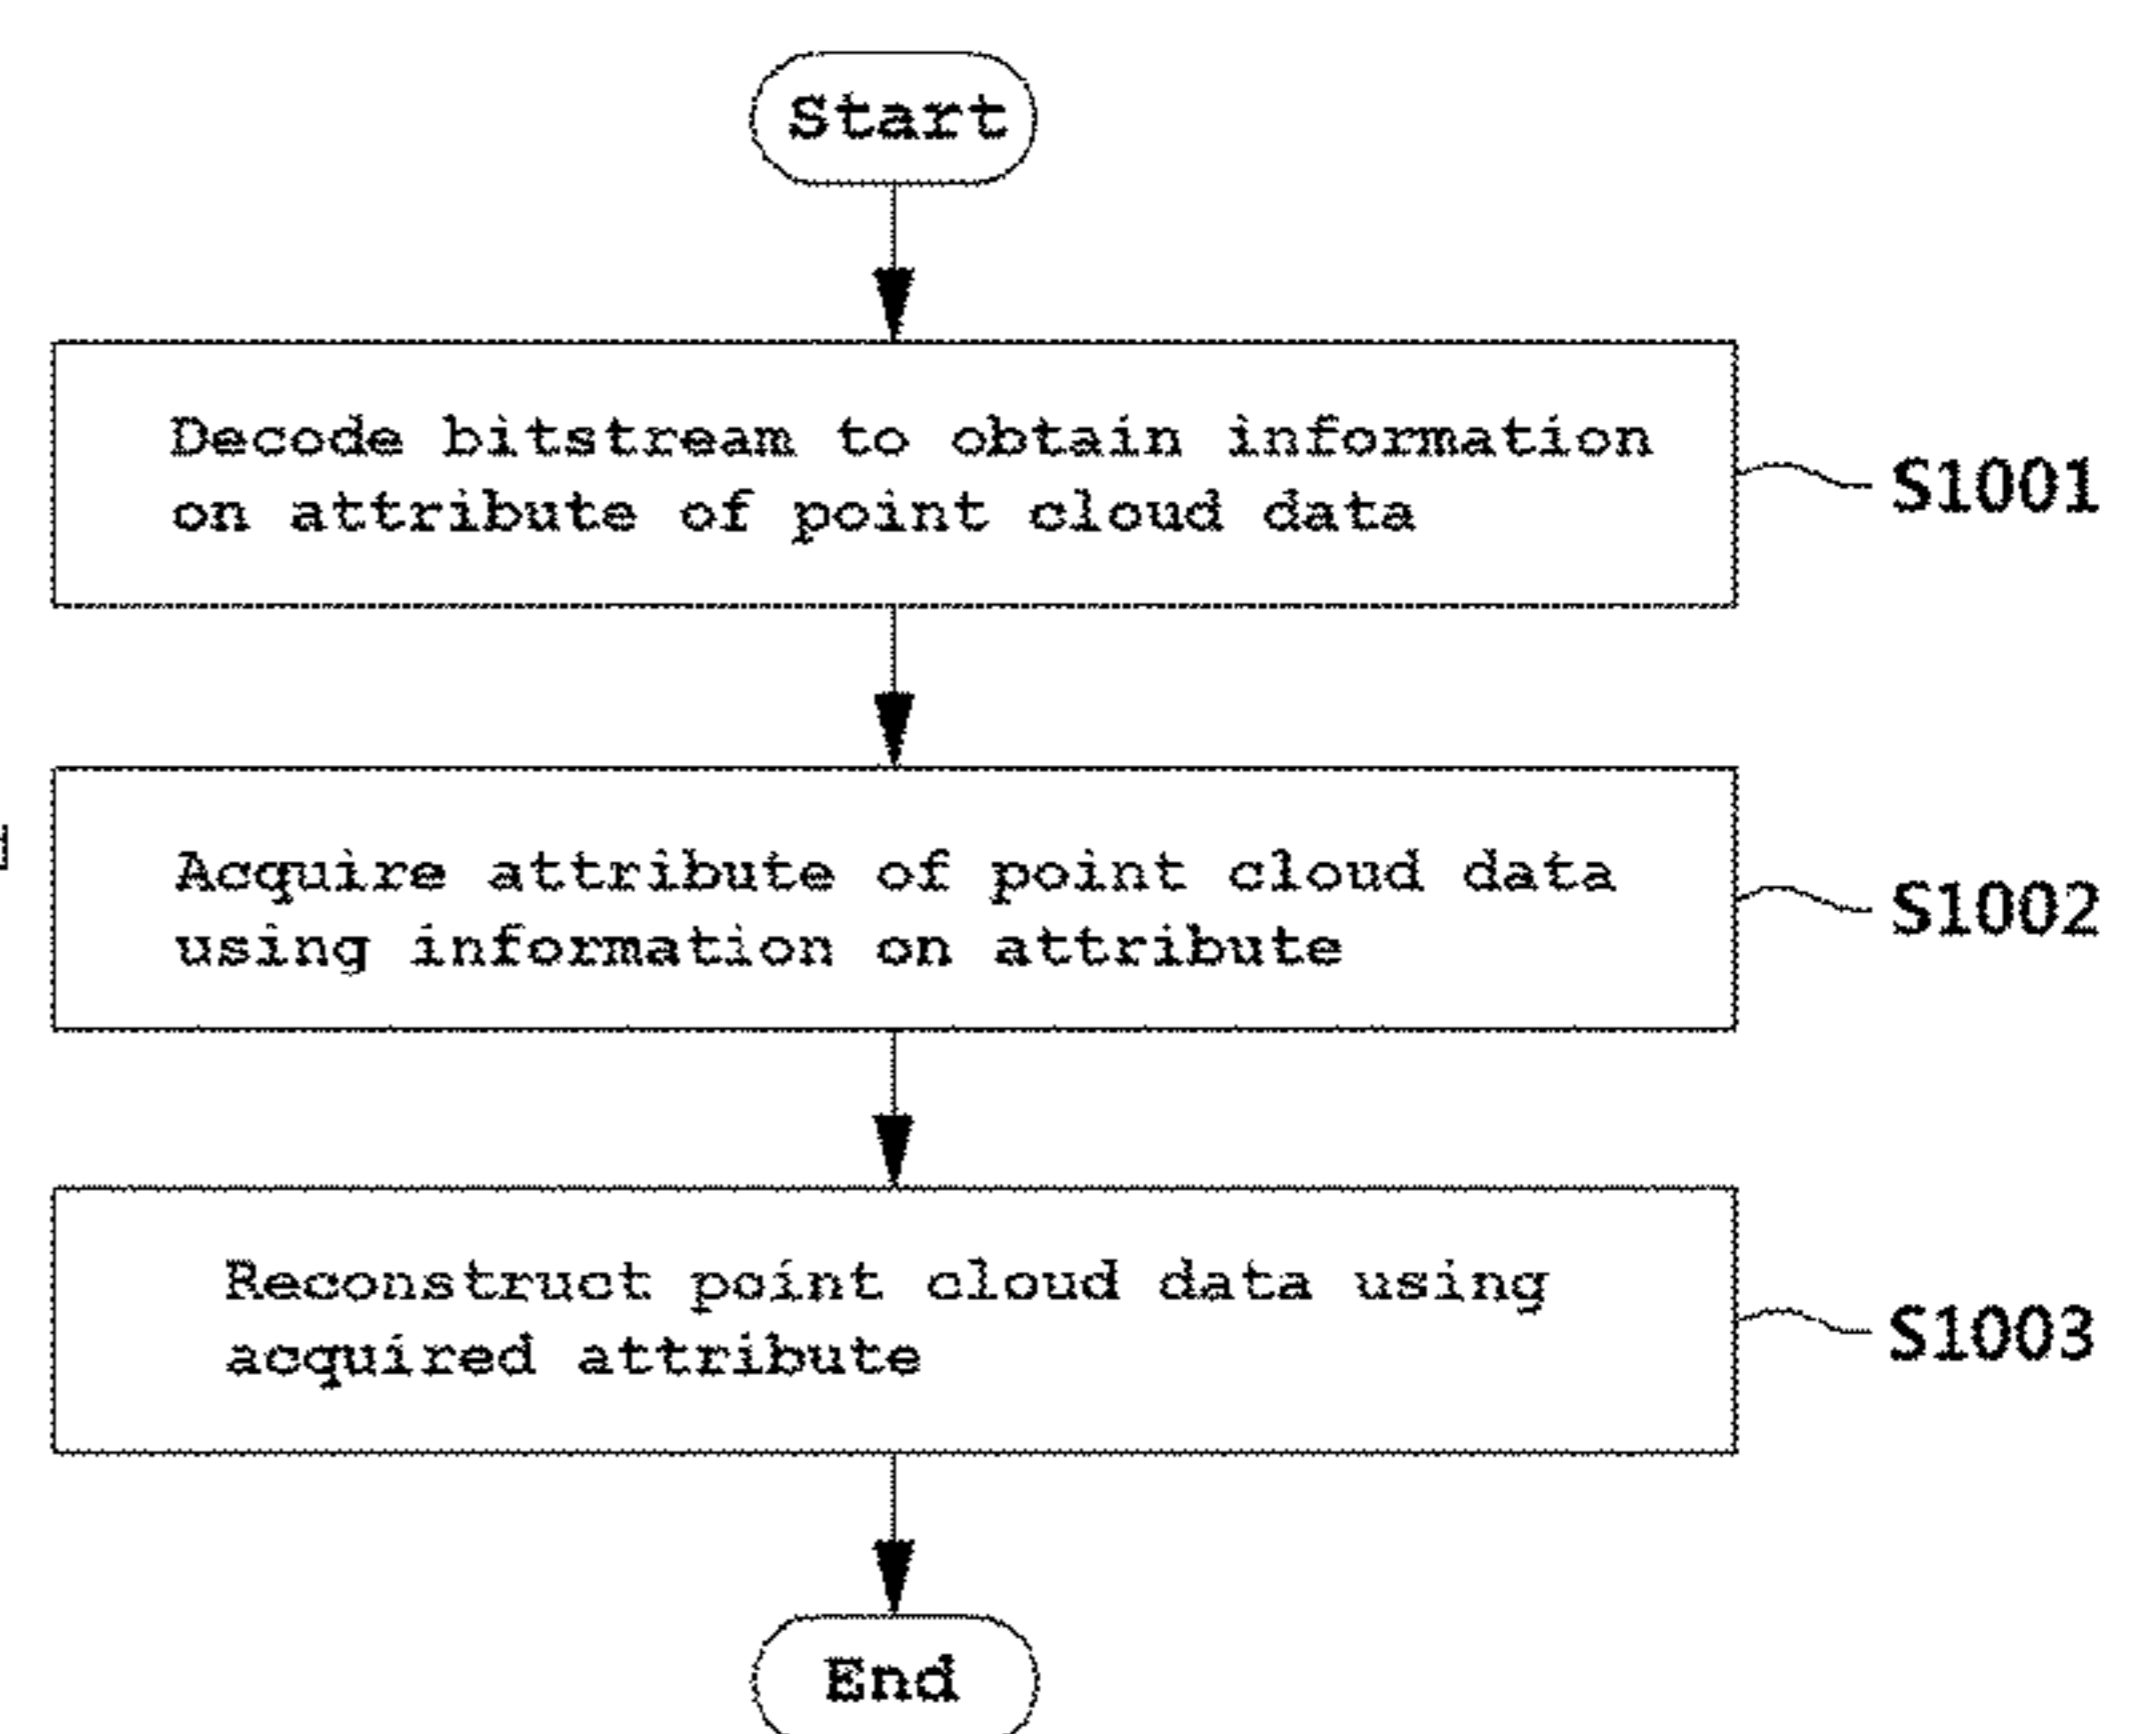 Start
Decode bitstream to obtain information
on attribute of point cloud data
S1001
Acquire attribute of point cloud data
using information on attribute
S1002
Reconstruct point cloud data using
acquired attribute
S1003
End